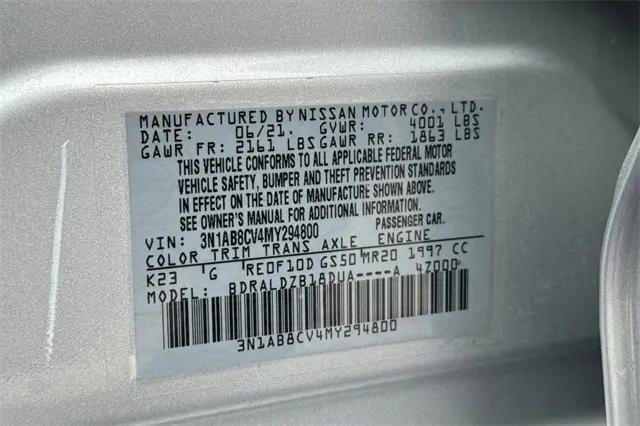 MANUFACTURED BY NISSAN MOTOR CO., LTD.
DATE: 06/21. GVWR: 4001 LBS
GAWR FR: 2161 LBS GAWR RR: 1863 LBS
THIS VEHICLE CONFORMS TO ALL APPLICABLE FEDERAL MOTOR
VEHICLE SAFETY, BUMPER AND THEFT PREVENTION STANDARDS
IN EFFECT ON THE DATE OF MANUFACTURE SHOWN ABOVE.
SEE OWNER'S MANUAL FOR ADDITIONAL INFORMATION.
VIN: 3N1AB8CV4MY294800 PASSENGER CAR.
COLOR TRIM TRANS AXLE ENGINE
K23 G RE0F10D GS50 MR20 1997 CC
MODEL: BDRALDZB18DUA----A 4Z000
3N1AB8CV4MY294800